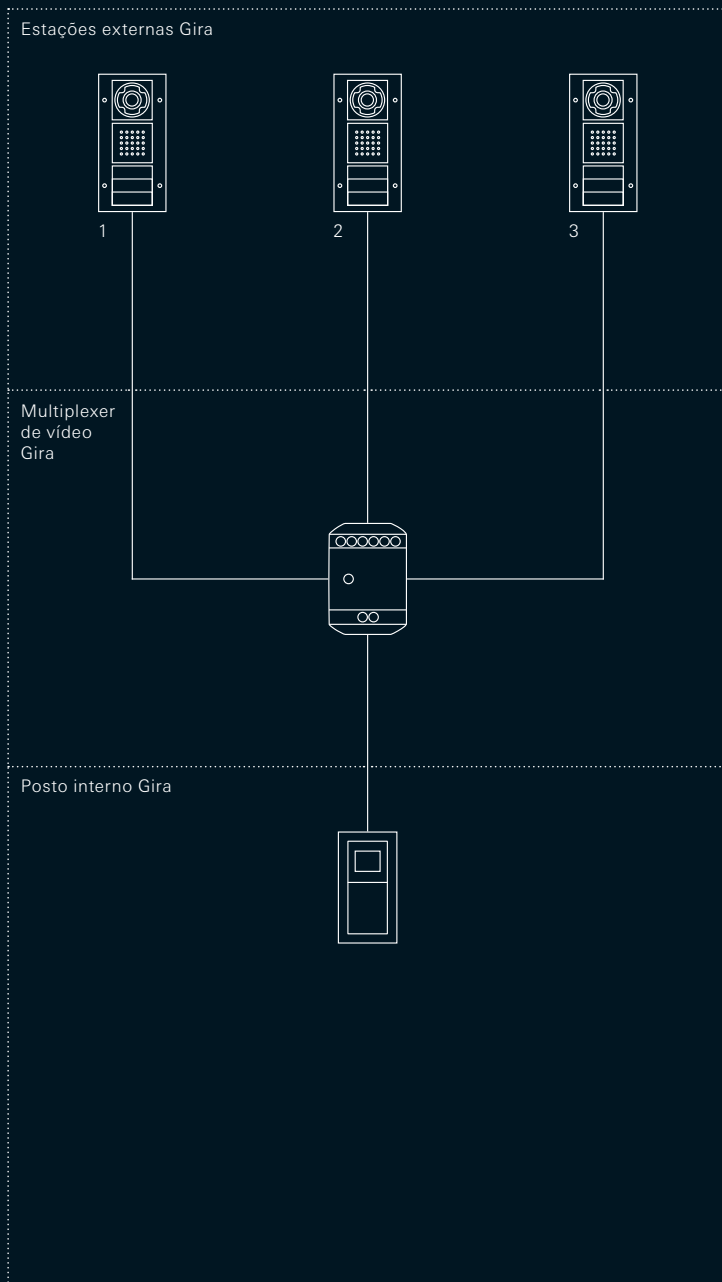 Estações externas Gira
1
2
3
Multiplexer
de vídeo
Gira
Posto interno Gira